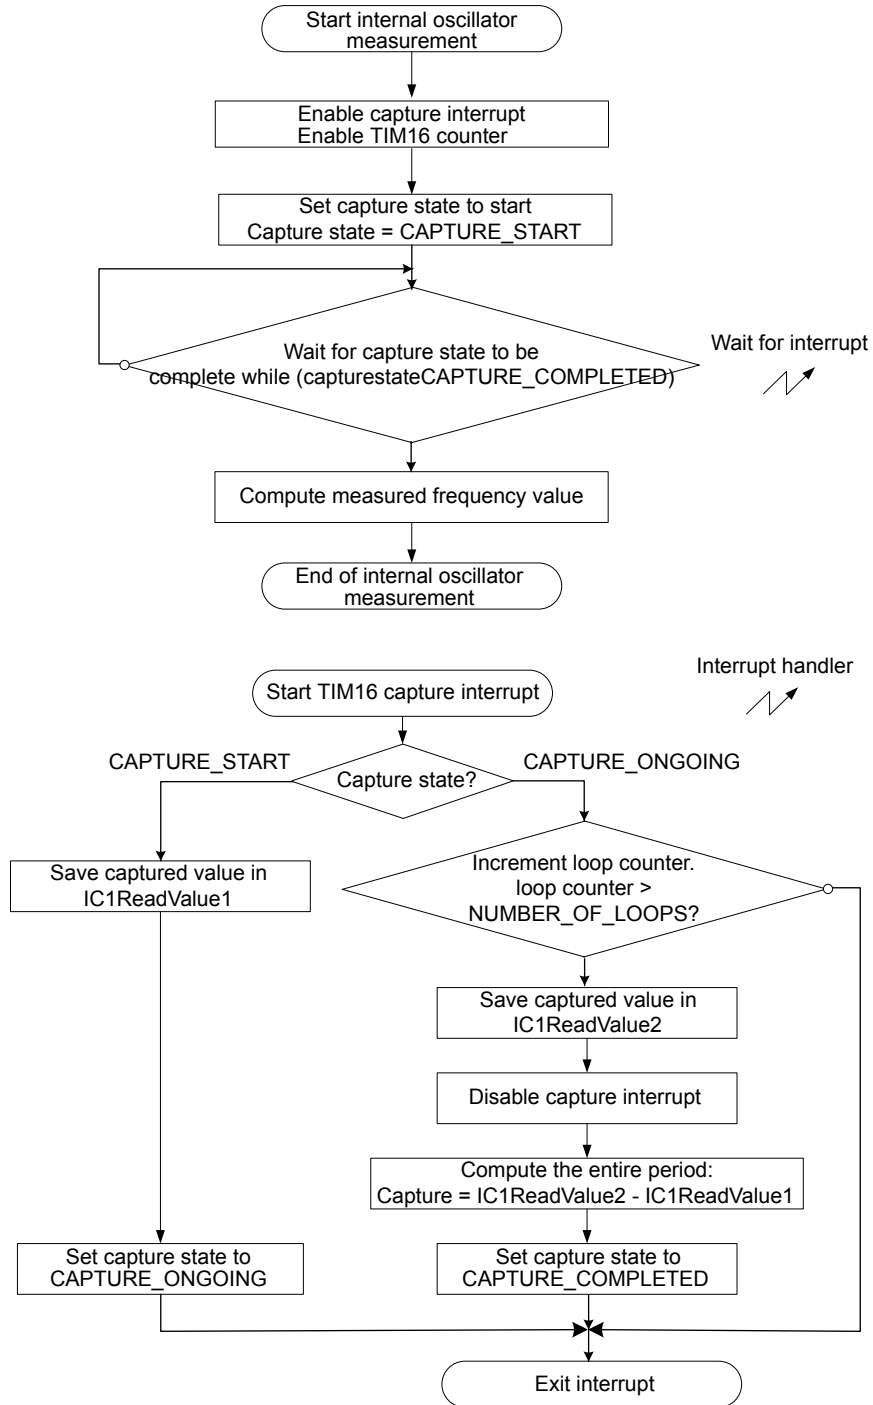 Start internal oscillator
measurement
Enable capture interrupt
Enable TIM16 counter
Set capture state to start
Capture state = CAPTURE_START
Wait for capture state to be
complete while (capturestateCAPTURE_COMPLETED)
Wait for interrupt
Compute measured frequency value
End of internal oscillator
measurement
Interrupt handler
Start TIM16 capture interrupt
CAPTURE_START
Capture state?
CAPTURE_ONGOING
Save captured value in
IC1ReadValue1
Increment loop counter.
loop counter >
NUMBER_OF_LOOPS?
Save captured value in
IC1ReadValue2
Disable capture interrupt
Compute the entire period:
Capture = IC1ReadValue2 - IC1ReadValue1
Set capture state to
CAPTURE_ONGOING
Set capture state to
CAPTURE_COMPLETED
Exit interrupt